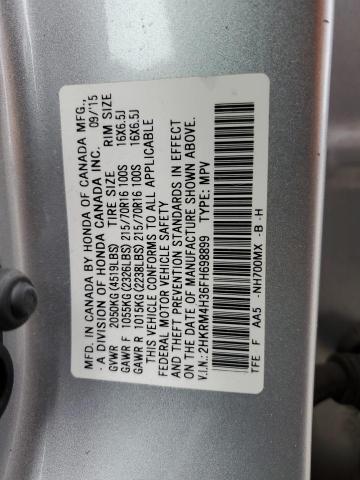 MFD. IN CANADA BY HONDA OF CANADA MFG.,
- A DIVISION OF HONDA CANADA INC. 09/'15
GVWR 2050KG(4519LBS) TIRE SIZE RIM SIZE
GAWR F 1055KG(2326LBS) 215/70R16 100S 16X6.5J
GAWR R 1015KG(2238LBS) 215/70R16 100S 16X6.5J
THIS VEHICLE CONFORMS TO ALL APPLICABLE
FEDERAL MOTOR VEHICLE SAFETY
AND THEFT PREVENTION STANDARDS IN EFFECT
ON THE DATE OF MANUFACTURE SHOWN ABOVE.
V.I.N.: 2HKRM4H36FH698899 TYPE: MPV
TFE F AA5 -NH700MX -B -H